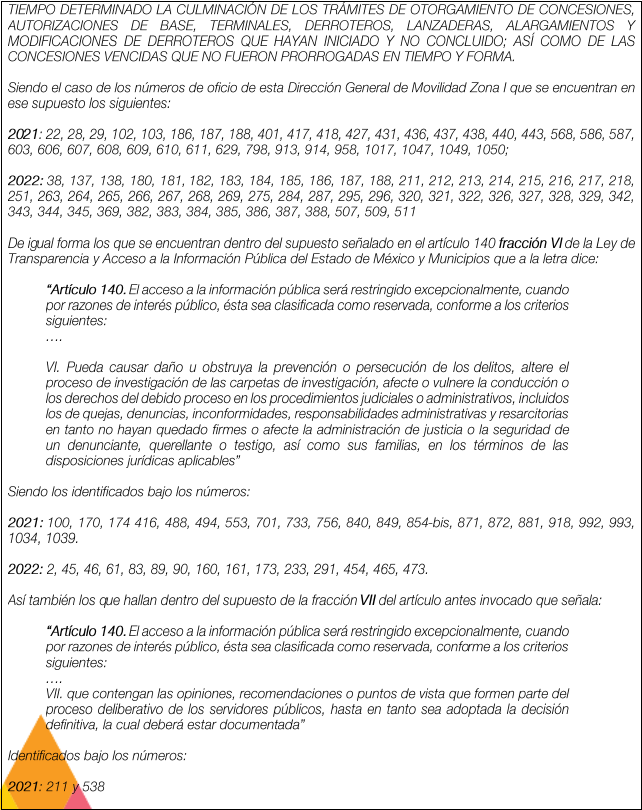 TIEMPO DETERMINADO LA CULMINACIÓN DE LOS TRÁMITES DE OTORGAMIENTO DE CONCESIONES,
AUTORIZACIONES DE BASE, TERMINALES, DERROTEROS, LANZADERAS, ALARGAMIENTOS Y
MODIFICACIONES DE DERROTEROS QUE HAYAN INICIADO Y NO CONCLUIDO; ASÍ COMO DE LAS
CONCESIONES VENCIDAS QUE NO FUERON PRORROGADAS EN TIEMPO Y FORMA.
Siendo el caso de los números de oficio de esta Dirección General de Movilidad Zona I que se encuentran en
ese supuesto los siguientes:
2021: 22, 28, 29, 102, 103, 186, 187, 188, 401, 417, 418, 427, 431, 436, 437, 438, 440, 443, 568, 586, 587,
603, 606, 607, 608, 609, 610, 611, 629, 798, 913, 914, 958, 1017, 1047, 1049, 1050;
2022: 38, 137, 138, 180, 181, 182, 183, 184, 185, 186, 187, 188, 211, 212, 213, 214, 215, 216, 217, 218,
251, 263, 264, 265, 266, 267, 268, 269, 275, 284, 287, 295, 296, 320, 321, 322, 326, 327, 328, 329, 342,
343, 344, 345, 369, 382, 383, 384, 385, 386, 387, 388, 507, 509, 511
De igual forma los que se encuentran dentro del supuesto señalado en el artículo 140 fracción VI de la Ley de
Transparencia y Acceso a la Información Pública del Estado de México y Municipios que a la letra dice:
“Artículo 140. El acceso a la información pública será restringido excepcionalmente, cuando
por razones de interés público, ésta sea clasificada como reservada, conforme a los criterios
siguientes:
….
VI. Pueda causar daño u obstruya la prevención o persecución de los delitos, altere el
proceso de investigación de las carpetas de investigación, afecte o vulnere la conducción o
los derechos del debido proceso en los procedimientos judiciales o administrativos, incluidos
los de quejas, denuncias, inconformidades, responsabilidades administrativas y resarcitorias
en tanto no hayan quedado firmes o afecte la administración de justicia o la seguridad de
un denunciante, querellante o testigo, así como sus familias, en los términos de las
disposiciones jurídicas aplicables”
Siendo los identificados bajo los números:
2021: 100, 170, 174 416, 488, 494, 553, 701, 733, 756, 840, 849, 854-bis, 871, 872, 881, 918, 992, 993,
1034, 1039.
2022: 2, 45, 46, 61, 83, 89, 90, 160, 161, 173, 233, 291, 454, 465, 473.
Así también los que hallan dentro del supuesto de la fracción VII del artículo antes invocado que señala:
“Artículo 140. El acceso a la información pública será restringido excepcionalmente, cuando
por razones de interés público, ésta sea clasificada como reservada, conforme a los criterios
siguientes:
….
VII. que contengan las opiniones, recomendaciones o puntos de vista que formen parte del
proceso deliberativo de los servidores públicos, hasta en tanto sea adoptada la decisión
definitiva, la cual deberá estar documentada”
Identificados bajo los números:
2021: 211 y 538